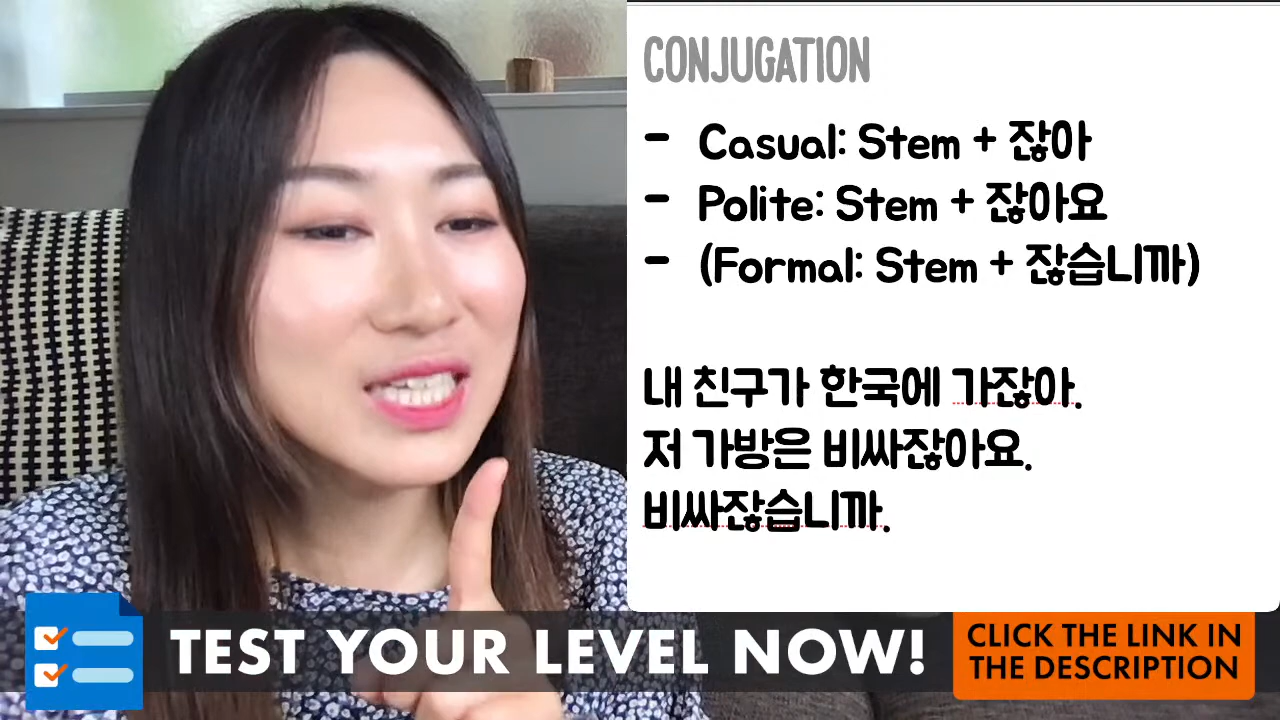 CONJUGATION
- Casual: Stem + 잖아
- Polite: Stem + 잖아요
- (Formal: Stem + 잖습니까)
내 친구가 한국에 가잖아.
저 가방은 비싸잖아요.
비싸잖습니까.
TEST YOUR LEVEL NOW!
CLICK THE LINK IN
THE DESCRIPTION